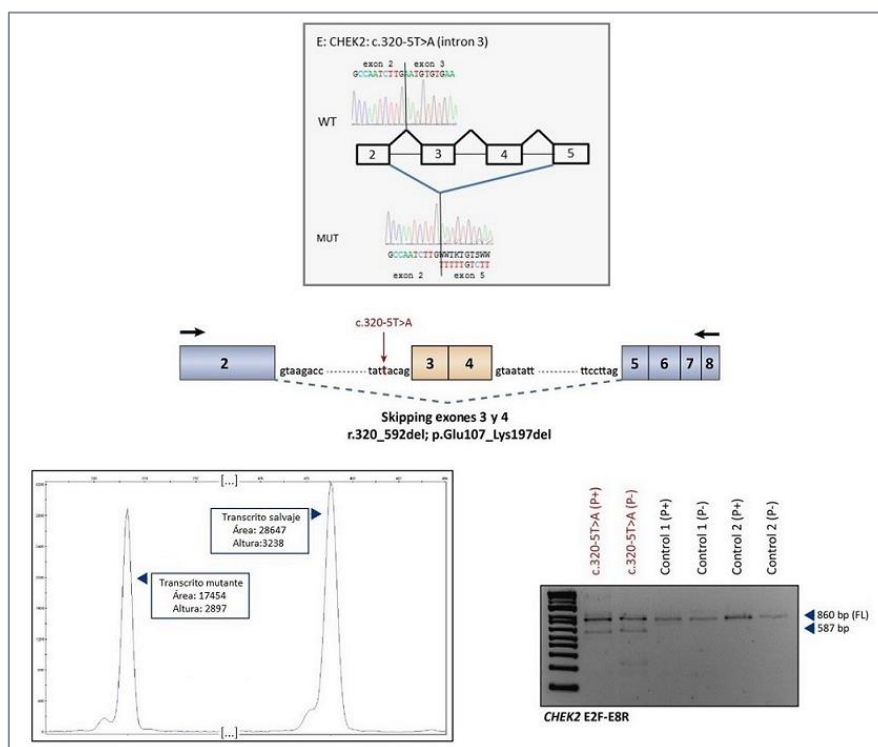 E: CHEK2: c.320-5T>A (intron 3)
exon 2 exon 3
GCCAATCTTGAATGTGTGAA
WT
2 3 4 5
MUT
GCCAATCTTGWWTKTGTSWW
TTTTTGTCTT
exon 2 exon 5
c.320-5T>A
2 3 4 5 6 7 8
gtaagacc tattacag gtaatatt ttccttag
Skipping exones 3 y 4
r.320_592del; p.Glu107_Lys197del
[...]
Transcrito salvaje
Área: 28647
Altura:3238
Transcrito mutante
Área: 17454
Altura: 2897
[...]
c.320-5T>A (P+)
c.320-5T>A (P-)
Control 1 (P+)
Control 1 (P-)
Control 2 (P+)
Control 2 (P-)
860 bp (FL)
587 bp
CHEK2 E2F-E8R